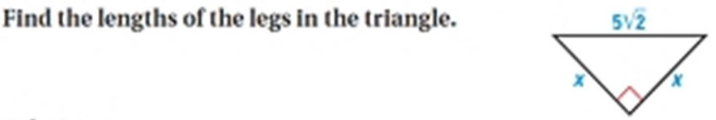 Find the lengths of the legs in the triangle.
5√2
x x